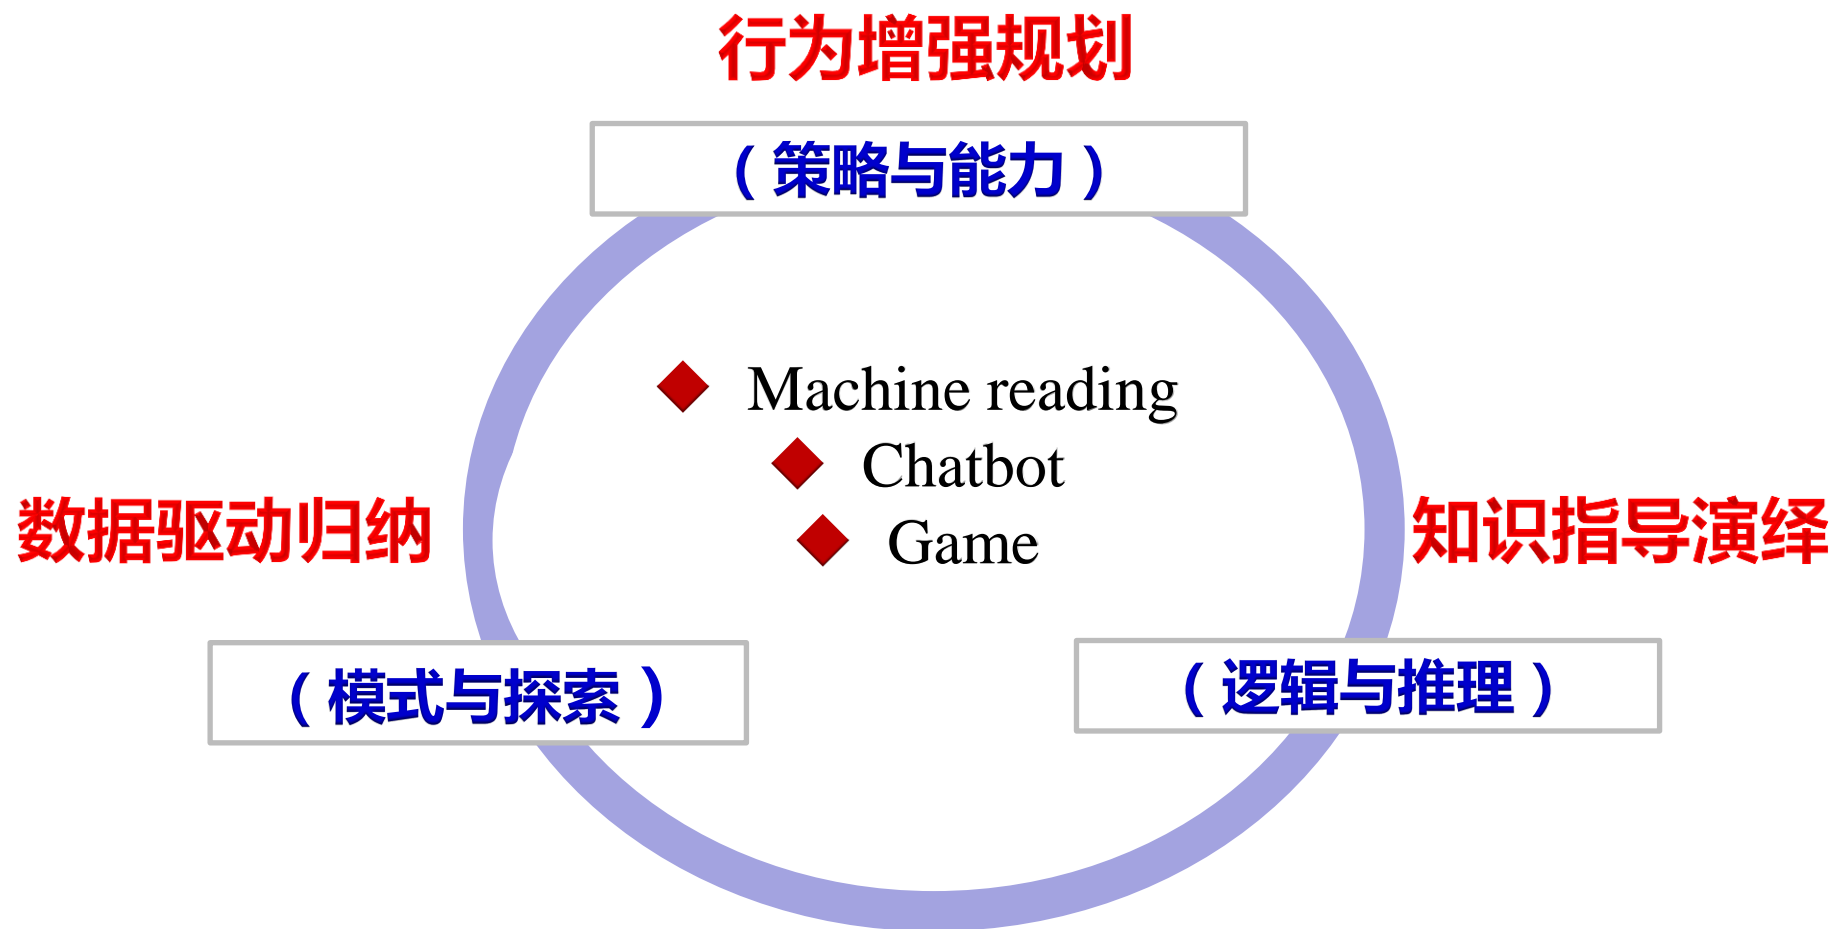 行为增强规划
（策略与能力）
Machine reading
Chatbot
Game
数据驱动归纳
知识指导演绎
（模式与探索）
（逻辑与推理）